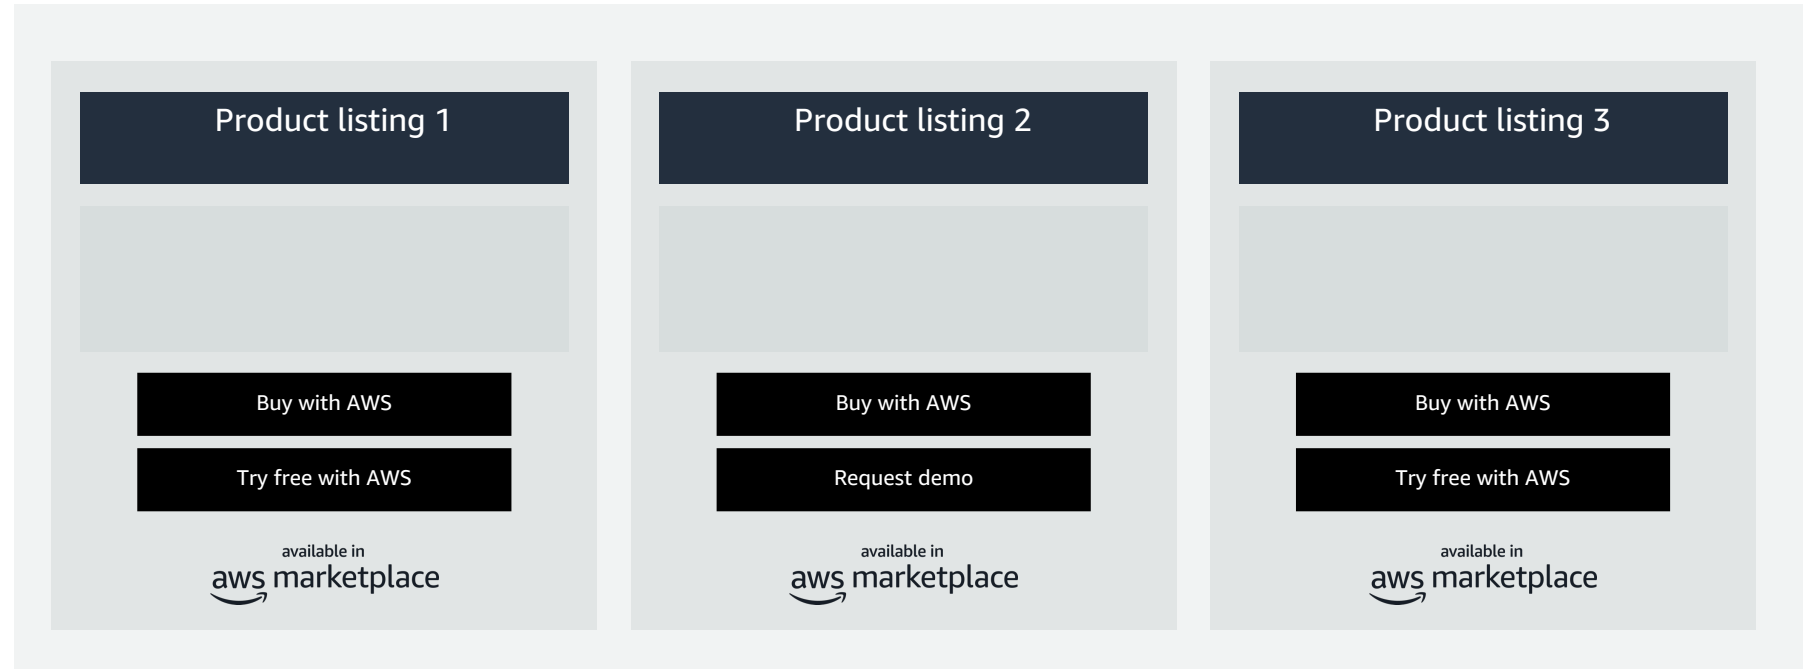 Product listing 1
Buy with AWS
Try free with AWS
available in
aws marketplace
Product listing 2
Buy with AWS
Request demo
available in
aws marketplace
Product listing 3
Buy with AWS
Try free with AWS
available in
aws marketplace